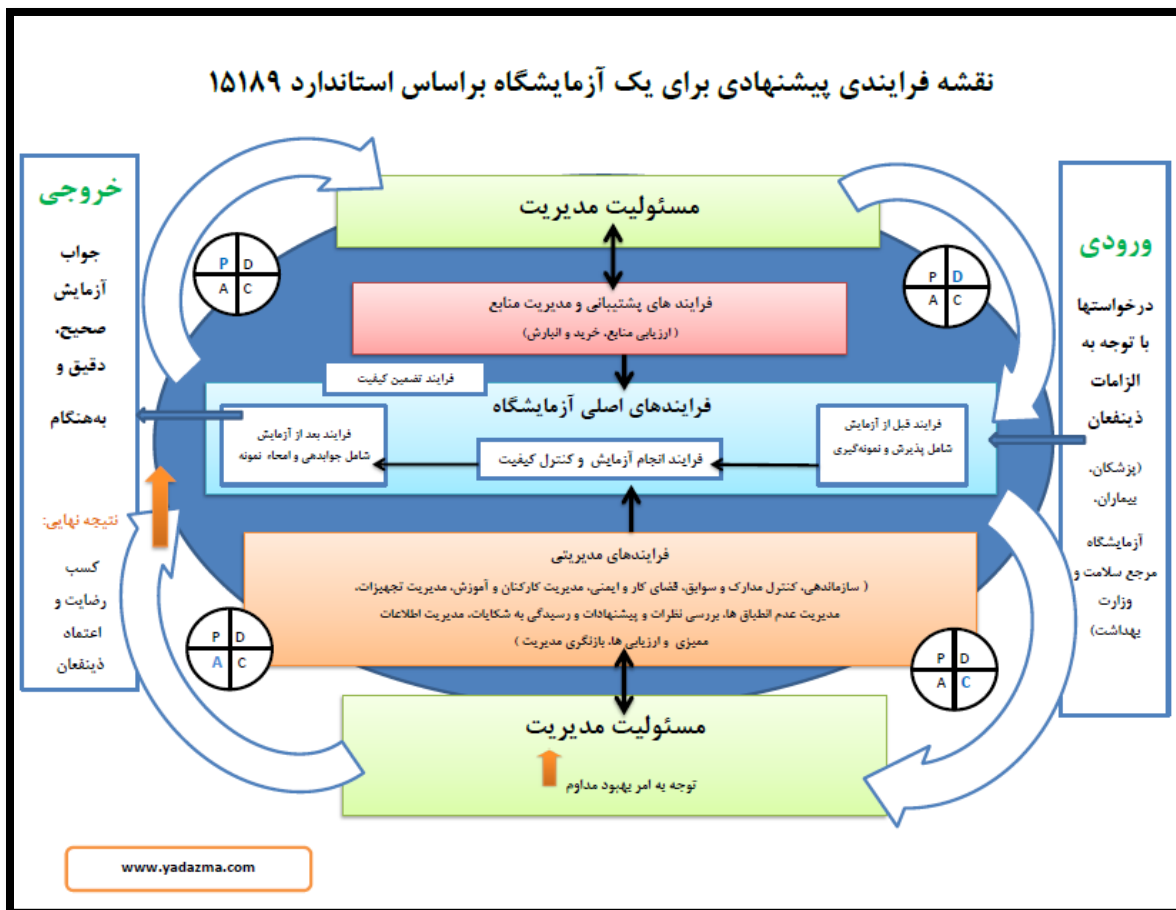 نقشه فرایندی پیشنهادی برای یک آزمایشگاه براساس استاندارد ۱۵۱۸۹
ورودی
درخواستها
با توجه به
الزامات
ذینفعان
(پزشکان،
بیماران،
آزمایشگاه
مرجع سلامت و
وزارت
بهداشت)
مسئولیت مدیریت
P D
A C
P D
A C
فرایند های پشتیبانی و مدیریت منابع
( ارزیابی منابع، خرید و انبارش)
فرایند تضمین کیفیت
فرایندهای اصلی آزمایشگاه
فرایند قبل از آزمایش
شامل پذیرش و نمونه‌گیری
فرایند انجام آزمایش و کنترل کیفیت
فرایند بعد از آزمایش
شامل جوابدهی و امحاء نمونه
فرایندهای مدیریتی
( سازماندهی، کنترل مدارک و سوابق، فضای کار و ایمنی، مدیریت کارکنان و آموزش، مدیریت تجهیزات،
مدیریت عدم انطباق ها، بررسی نظرات و پیشنهادات و رسیدگی به شکایات، مدیریت اطلاعات
ممیزی و ارزیابی ها، بازنگری مدیریت )
P D
A C
P D
A C
مسئولیت مدیریت
توجه به امر بهبود مداوم
خروجی
جواب
آزمایش
صحیح،
دقیق و
به‌هنگام
نتیجه نهایی:
کسب
رضایت و
اعتماد
ذینفعان
www.yadazma.com